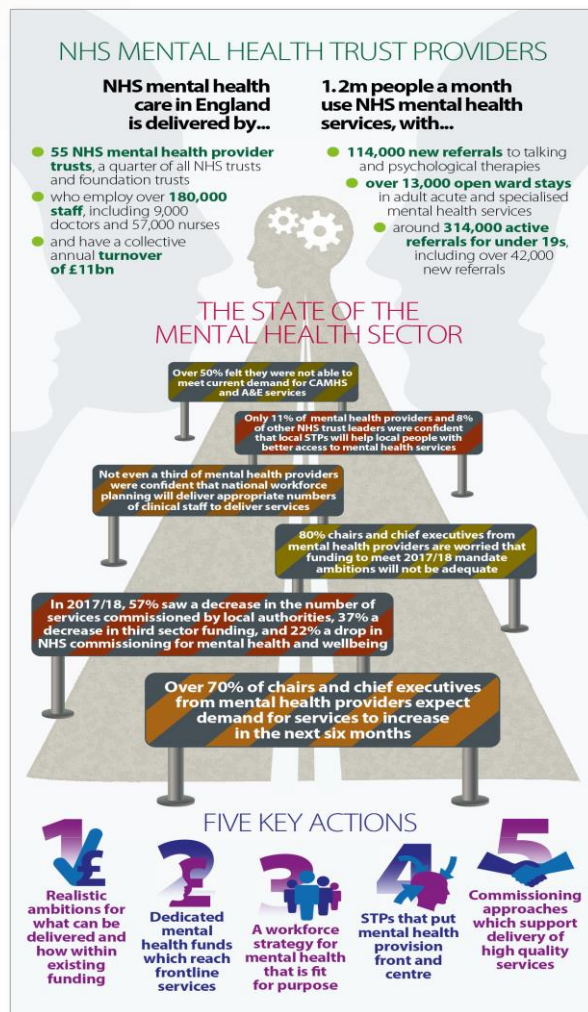 NHS MENTAL HEALTH TRUST PROVIDERS
NHS mental health
care in England
is delivered by...
55 NHS mental health provider
trusts, a quarter of all NHS trusts
and foundation trusts
who employ over 180,000
staff, including 9,000
doctors and 57,000 nurses
and have a collective
annual turnover
of £11bn
1.2m people a month
use NHS mental health
services, with...
114,000 new referrals to talking
and psychological therapies
over 13,000 open ward stays
in adult acute and specialised
mental health services
around 314,000 active
referrals for under 19s,
including over 42,000
new referrals
THE STATE OF THE
MENTAL HEALTH SECTOR
Over 50% felt they were not able to
meet current demand for CAMHS
and A&E services
Only 11% of mental health providers and 8%
of other NHS trust leaders were confident
that local STPs will help local people with
better access to mental health services
Not even a third of mental health providers
were confident that national workforce
planning will deliver appropriate numbers
of clinical staff to deliver services
80% chairs and chief executives from
mental health providers are worried that
funding to meet 2017/18 mandate
ambitions will not be adequate
In 2017/18, 57% saw a decrease in the number of
services commissioned by local authorities, 37% a
decrease in third sector funding, and 22% a drop in
NHS commissioning for mental health and wellbeing
Over 70% of chairs and chief executives
from mental health providers expect
demand for services to increase
in the next six months
FIVE KEY ACTIONS
1
£
Realistic
ambitions for
what can be
delivered and
how within
existing
funding
2
£
Dedicated
mental
health funds
which reach
frontline
services
3
A workforce
strategy for
mental health
that is fit
for purpose
4
STPs that put
mental health
provision
front and
centre
5
Commissioning
approaches
which support
delivery of
high quality
services